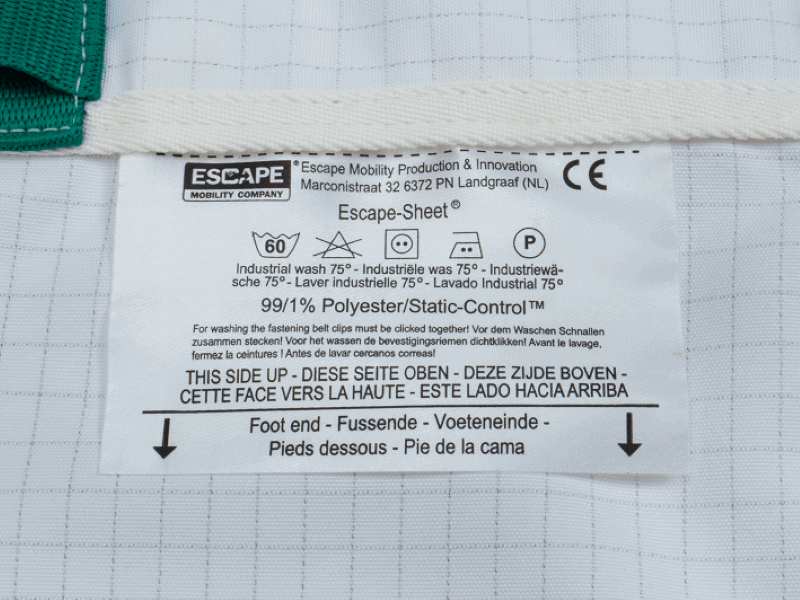 ESCAPE
MOBILITY COMPANY
® Escape Mobility Production & Innovation
Marconistraat 32 6372 PN Landgraaf (NL)
CE
Escape-Sheet®
60
P
Industrial wash 75° - Industriële was 75° - Industriewä-
sche 75° - Laver industrielle 75° - Lavado Industrial 75°
99/1% Polyester/Static-Control™
For washing the fastening belt clips must be clicked together! Vor dem Waschen Schnallen
zusammen stecken! Voor het wassen de bevestigingsriemen dichtklikken! Avant le lavage,
fermez la ceintures ! Antes de lavar cercanos correas!
THIS SIDE UP - DIESE SEITE OBEN - DEZE ZIJDE BOVEN -
CETTE FACE VERS LA HAUTE - ESTE LADO HACIA ARRIBA
Foot end - Fussende - Voeteneinde -
Pieds dessous - Pie de la cama